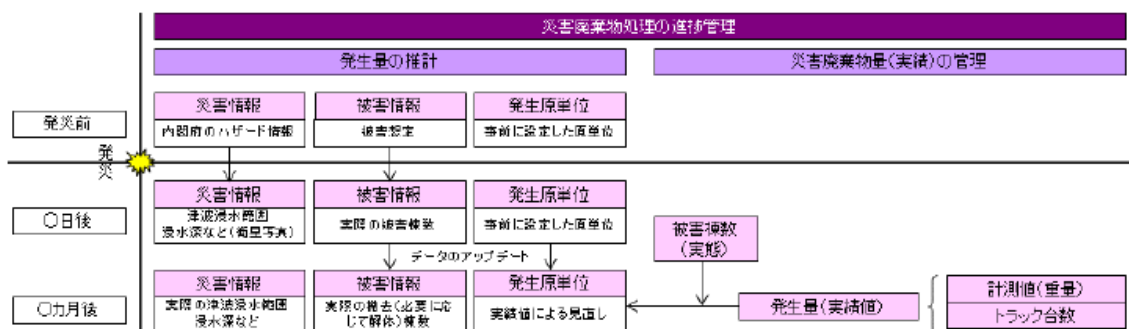 災害廃棄物処理の進捗管理
発生量の推計
災害廃棄物量(実績)の管理
発災前
災害情報
内閣府のハザード情報
被害情報
被害想定
発生原単位
事前に設定した原単位
発災
〇日後
災害情報
津波浸水範囲
浸水深など(衛星写真)
被害情報
実際の被害棟数
発生原単位
事前に設定した原単位
データのアップデート
被害棟数
(実態)
〇カ月後
災害情報
実際の津波浸水範囲
浸水深など
被害情報
実際の撤去(必要に応
じて解体)棟数
発生原単位
実績値による見直し
発生量(実績値)
計測値(重量)
トラック台数